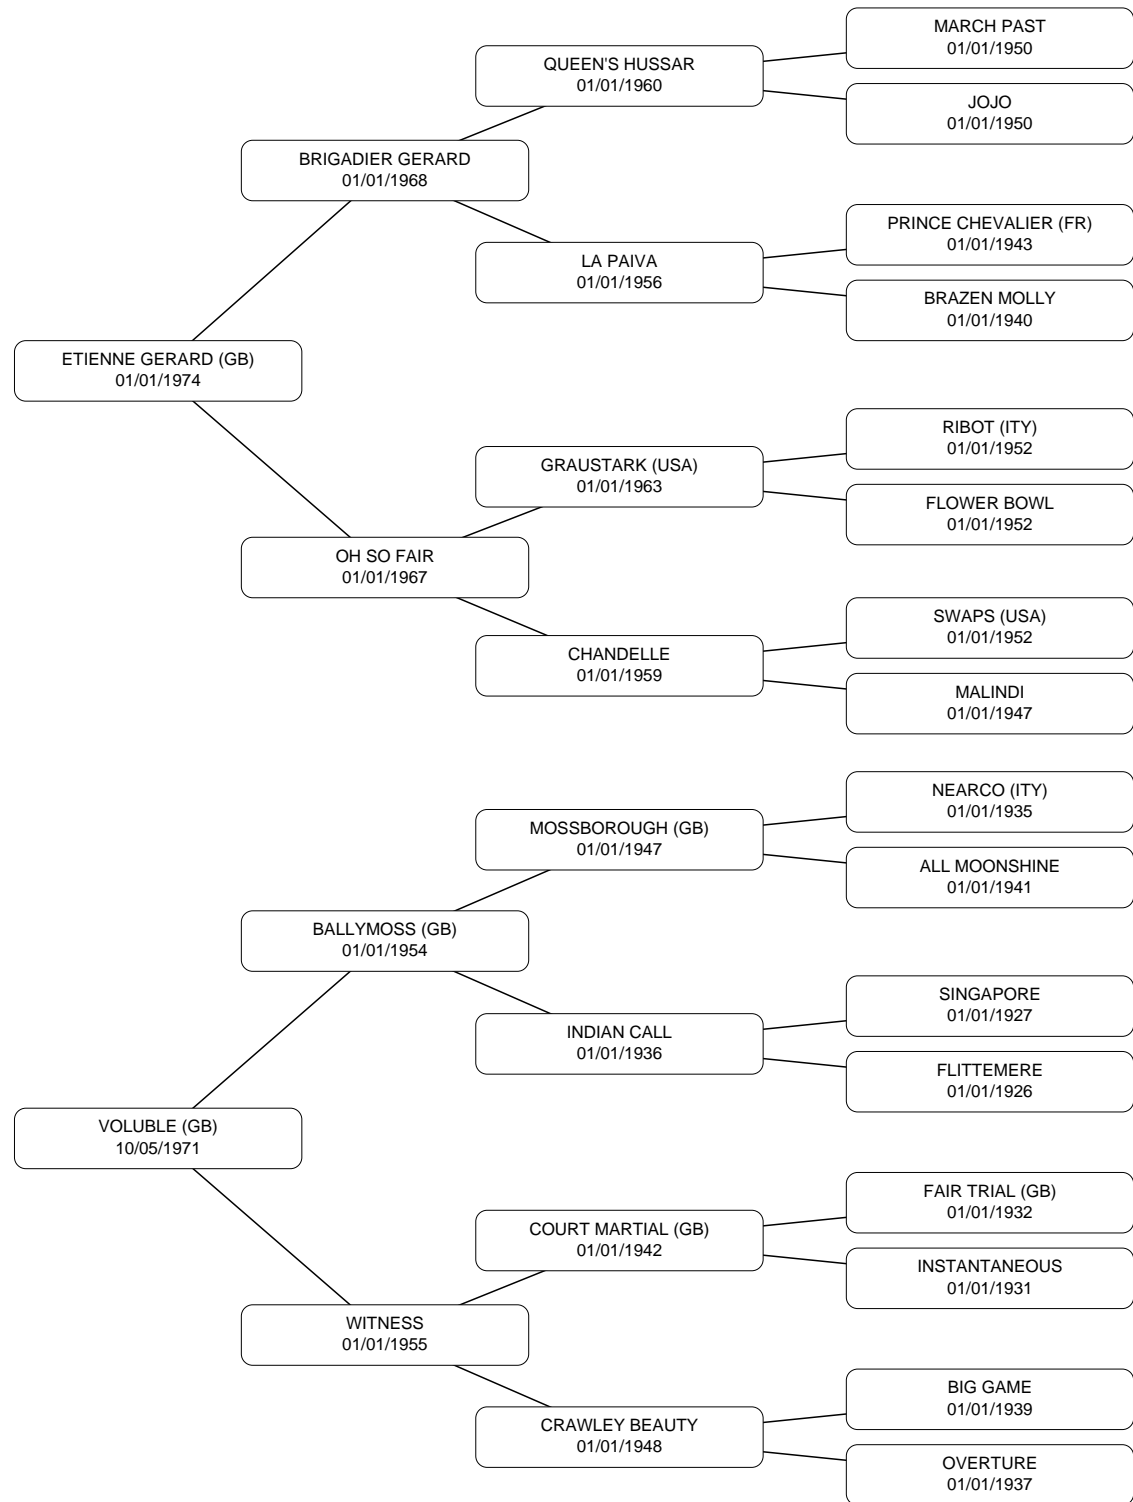 MARCH PAST
01/01/1950
QUEEN'S HUSSAR
01/01/1960
JOJO
01/01/1950
BRIGADIER GERARD
01/01/1968
PRINCE CHEVALIER (FR)
01/01/1943
LA PAIVA
01/01/1956
BRAZEN MOLLY
01/01/1940
ETIENNE GERARD (GB)
01/01/1974
RIBOT (ITY)
01/01/1952
GRAUSTARK (USA)
01/01/1963
FLOWER BOWL
01/01/1952
OH SO FAIR
01/01/1967
SWAPS (USA)
01/01/1952
CHANDELLE
01/01/1959
MALINDI
01/01/1947
NEARCO (ITY)
01/01/1935
MOSSBOROUGH (GB)
01/01/1947
ALL MOONSHINE
01/01/1941
BALLYMOSS (GB)
01/01/1954
SINGAPORE
01/01/1927
INDIAN CALL
01/01/1936
FLITTEMERE
01/01/1926
VOLUBLE (GB)
10/05/1971
FAIR TRIAL (GB)
01/01/1932
COURT MARTIAL (GB)
01/01/1942
INSTANTANEOUS
01/01/1931
WITNESS
01/01/1955
BIG GAME
01/01/1939
CRAWLEY BEAUTY
01/01/1948
OVERTURE
01/01/1937